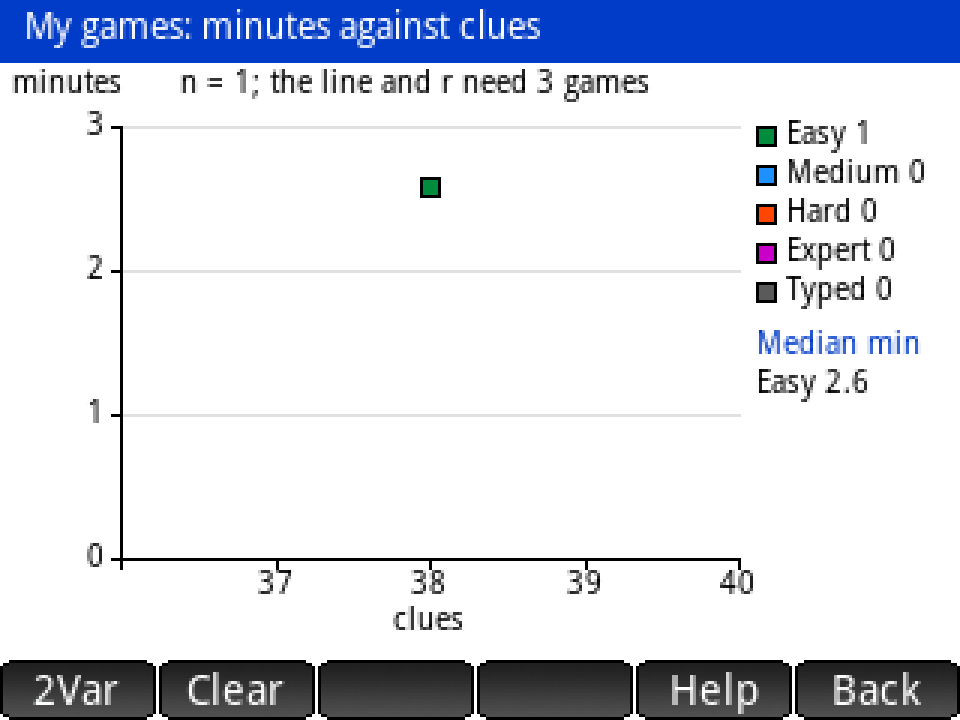 My games: minutes against clues
minutes n = 1; the line and r need 3 games
3
2
1
0
37 38 39 40
clues
Easy 1
Medium 0
Hard 0
Expert 0
Typed 0
Median min
Easy 2.6
2Var Clear Help Back